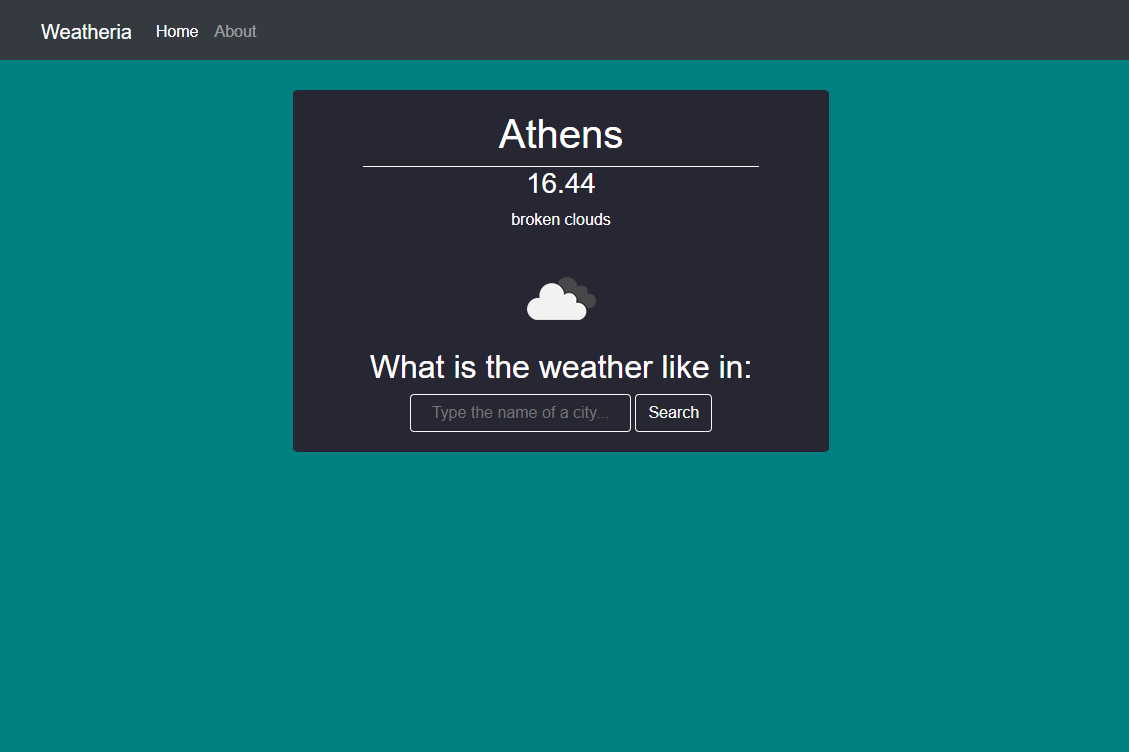 Weatheria Home About
Athens
16.44
broken clouds
What is the weather like in:
Type the name of a city... Search